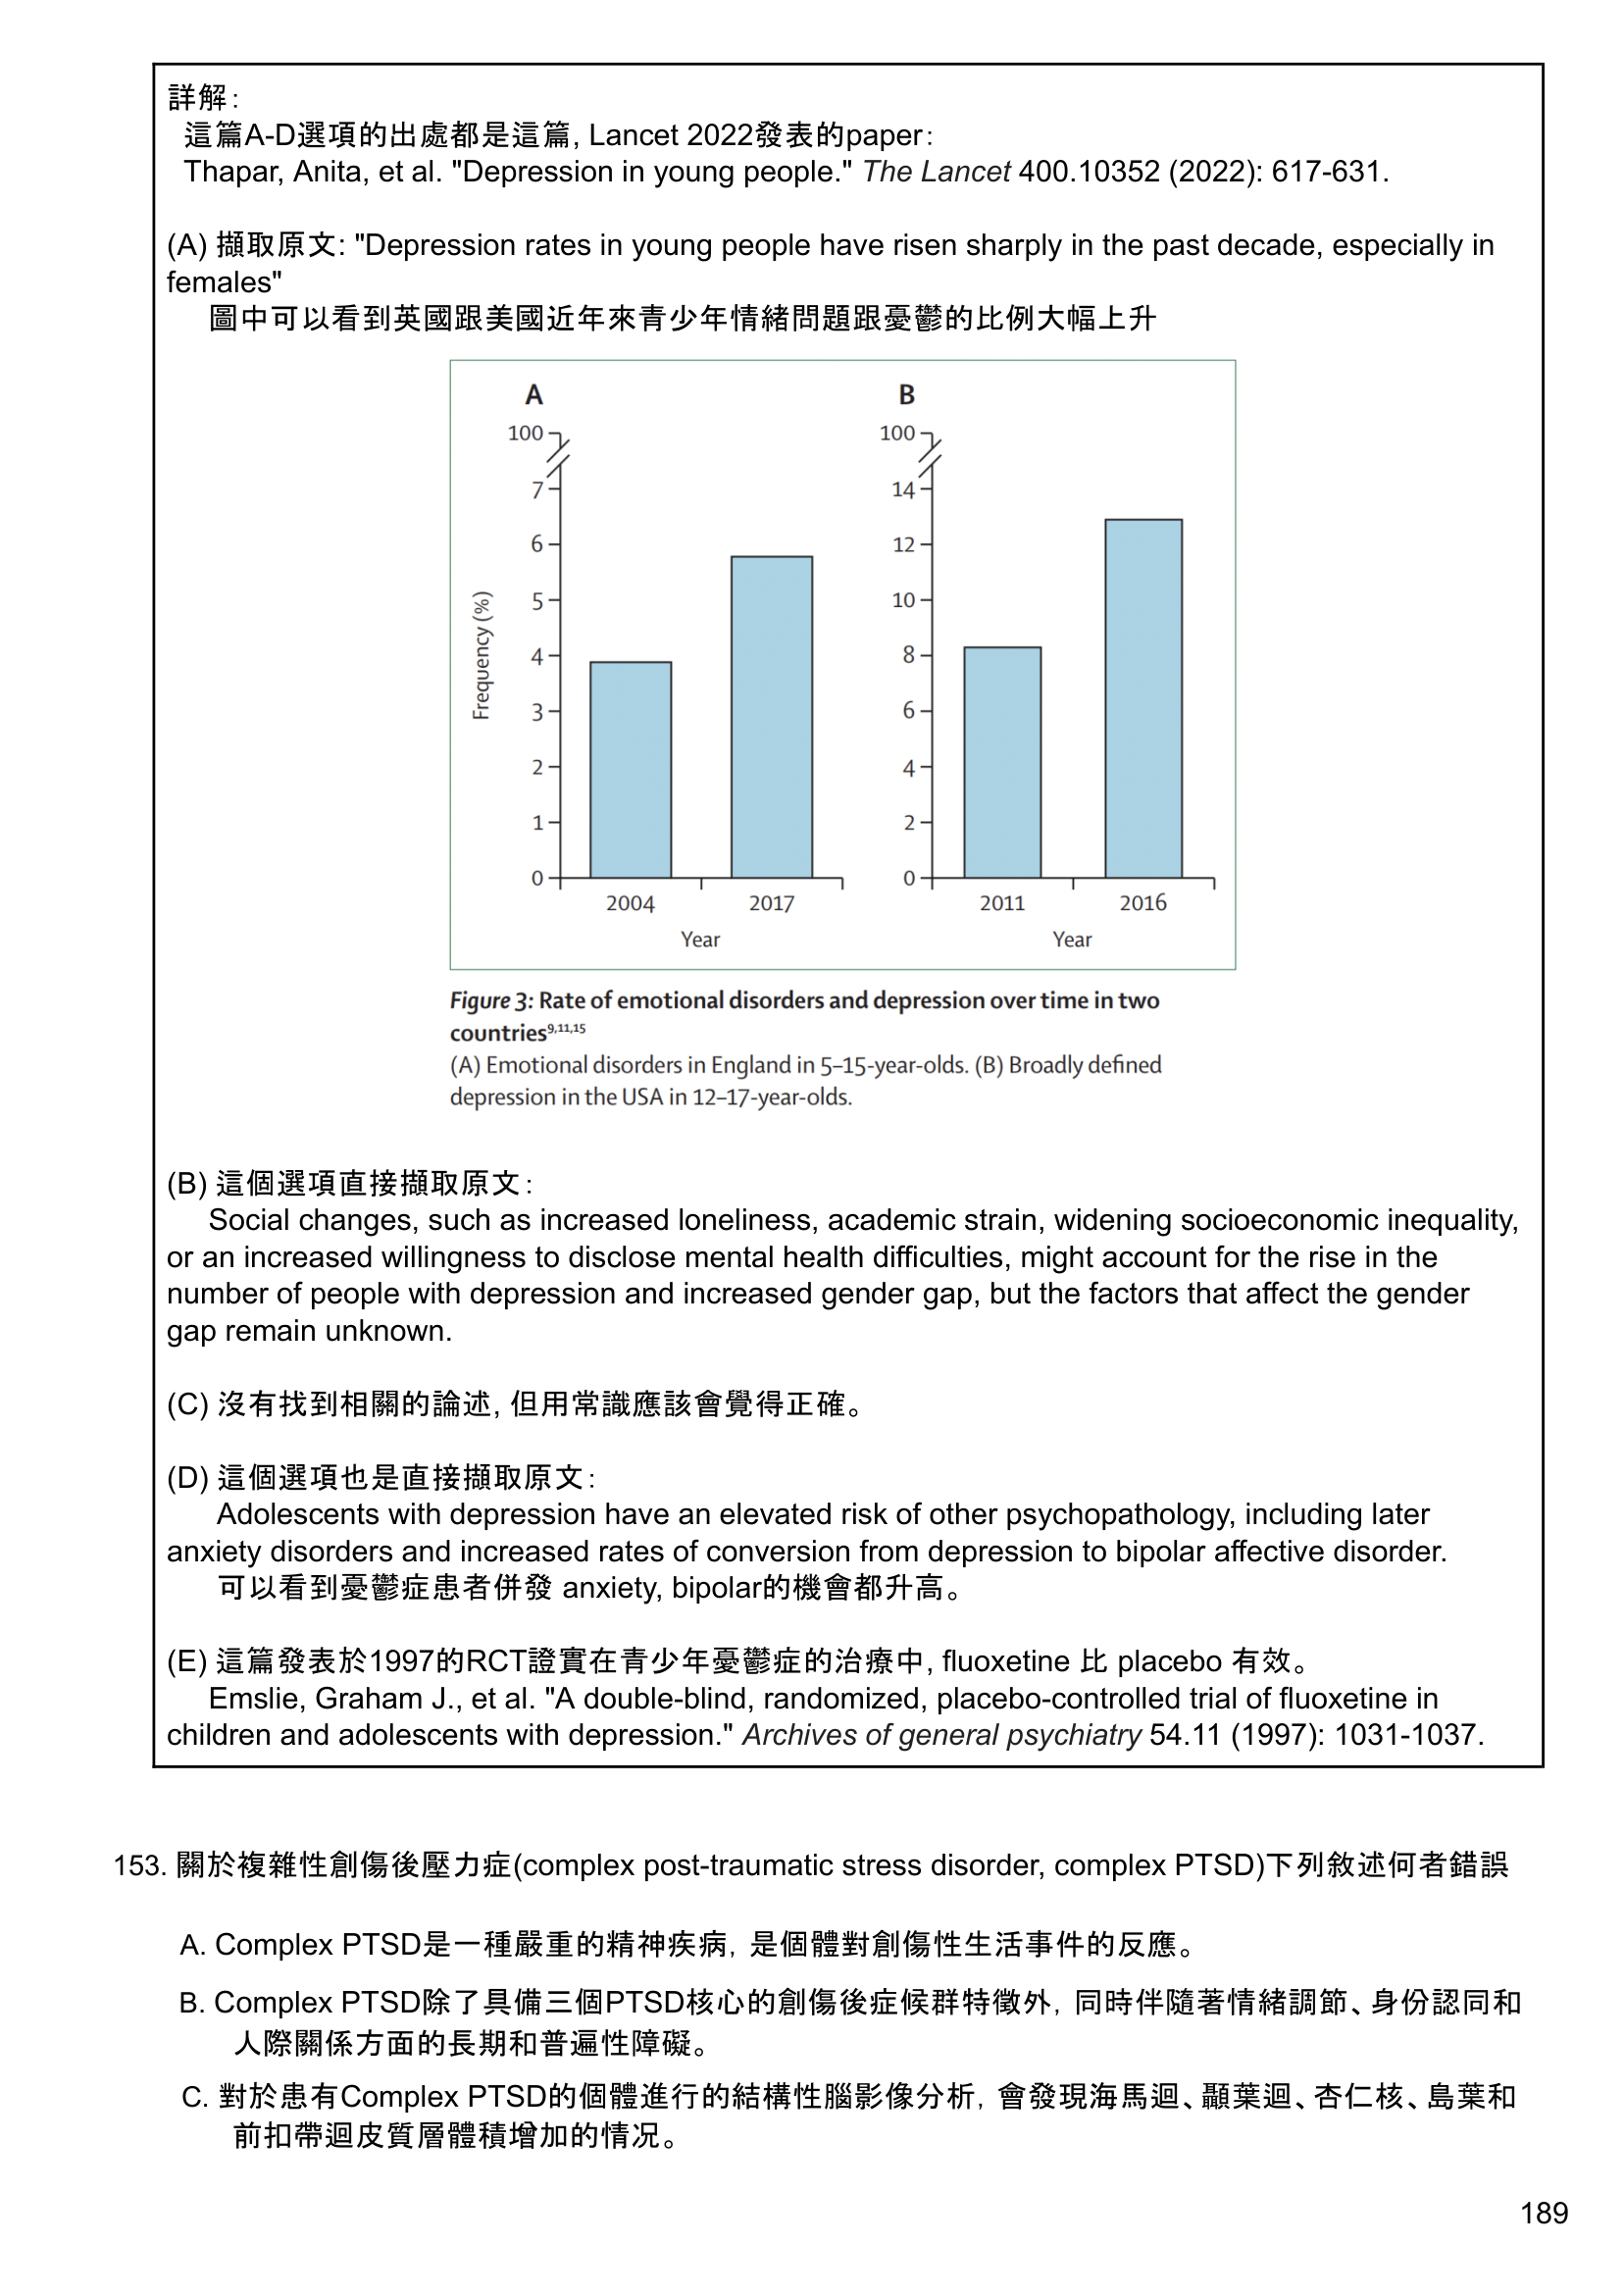 詳解：
這篇A-D選項的出處都是這篇, Lancet 2022發表的paper：
Thapar, Anita, et al. "Depression in young people." The Lancet 400.10352 (2022): 617-631.
(A) 擷取原文: "Depression rates in young people have risen sharply in the past decade, especially in
females"
圖中可以看到英國跟美國近年來青少年情緒問題跟憂鬱的比例大幅上升
A
B
100
7
6
5
4
3
2
1
0
Frequency (%)
2004
2017
Year
100
14
12
10
8
6
4
2
0
2011
2016
Year
Figure 3: Rate of emotional disorders and depression over time in two
countries9,11,15
(A) Emotional disorders in England in 5–15-year-olds. (B) Broadly defined
depression in the USA in 12–17-year-olds.
(B) 這個選項直接擷取原文：
Social changes, such as increased loneliness, academic strain, widening socioeconomic inequality,
or an increased willingness to disclose mental health difficulties, might account for the rise in the
number of people with depression and increased gender gap, but the factors that affect the gender
gap remain unknown.
(C) 沒有找到相關的論述, 但用常識應該會覺得正確。
(D) 這個選項也是直接擷取原文：
Adolescents with depression have an elevated risk of other psychopathology, including later
anxiety disorders and increased rates of conversion from depression to bipolar affective disorder.
可以看到憂鬱症患者併發 anxiety, bipolar的機會都升高。
(E) 這篇發表於1997的RCT證實在青少年憂鬱症的治療中, fluoxetine 比 placebo 有效。
Emslie, Graham J., et al. "A double-blind, randomized, placebo-controlled trial of fluoxetine in
children and adolescents with depression." Archives of general psychiatry 54.11 (1997): 1031-1037.
153. 關於複雜性創傷後壓力症(complex post-traumatic stress disorder, complex PTSD)下列敘述何者錯誤
A. Complex PTSD是一種嚴重的精神疾病，是個體對創傷性生活事件的反應。
B. Complex PTSD除了具備三個PTSD核心的創傷後症候群特徵外，同時伴隨著情緒調節、身份認同和
人際關係方面的長期和普遍性障礙。
C. 對於患有Complex PTSD的個體進行的結構性腦影像分析，會發現海馬迴、顳葉迴、杏仁核、島葉和
前扣帶迴皮質層體積增加的情况。
189